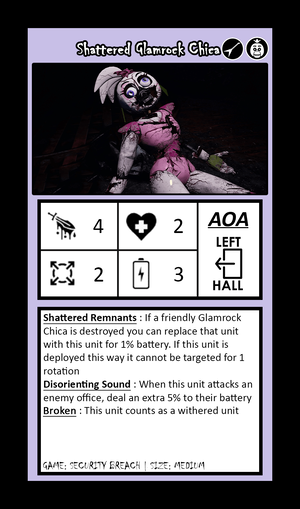 Shattered Glamrock Chica
4
2
AOA
LEFT
HALL
2
3
Shattered Remnants : If a friendly Glamrock
Chica is destroyed you can replace that unit
with this unit for 1% battery. If this unit is
deployed this way it cannot be targeted for 1
rotation
Disorienting Sound : When this unit attacks an
enemy office, deal an extra 5% to their battery
Broken : This unit counts as a withered unit
GAME: SECURITY BREACH | SIZE: MEDIUM